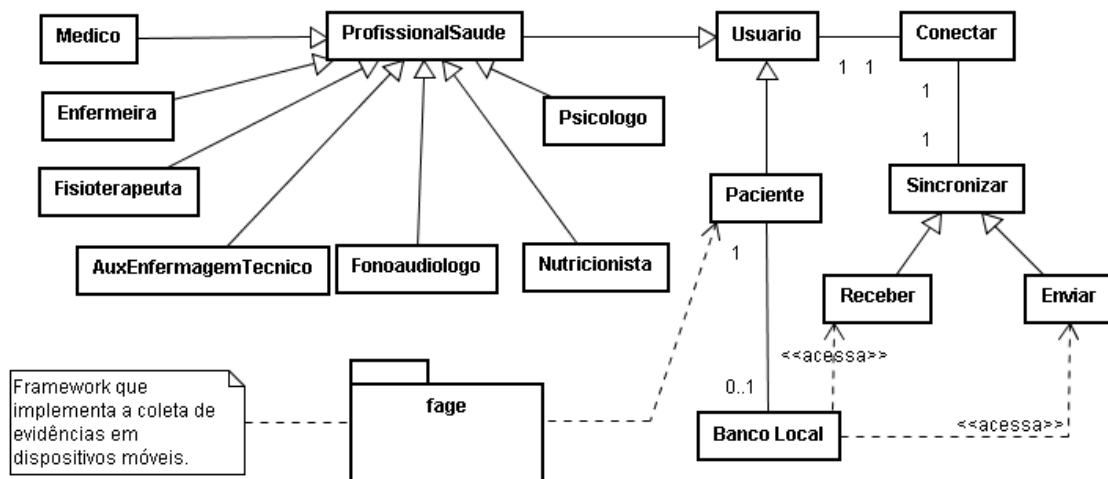 Medico
ProfissionalSaude
Usuario
Conectar
1 1
1
Enfermeira
Psicologo
1
Fisioterapeuta
Paciente
Sincronizar
1
AuxEnfermagemTecnico
Fonoaudiologo
Nutricionista
Receber
Enviar
<<acessa>>
Framework que
implementa a coleta de
evidências em
dispositivos móveis.
fage
0..1
Banco Local
<<acessa>>